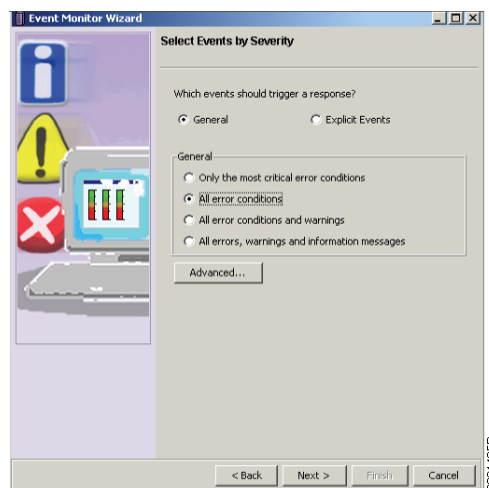 Event Monitor Wizard
Select Events by Severity
Which events should trigger a response?
General
Explicit Events
General
Only the most critical error conditions
All error conditions
All error conditions and warnings
All errors, warnings and information messages
Advanced...
< Back
Next >
Finish
Cancel